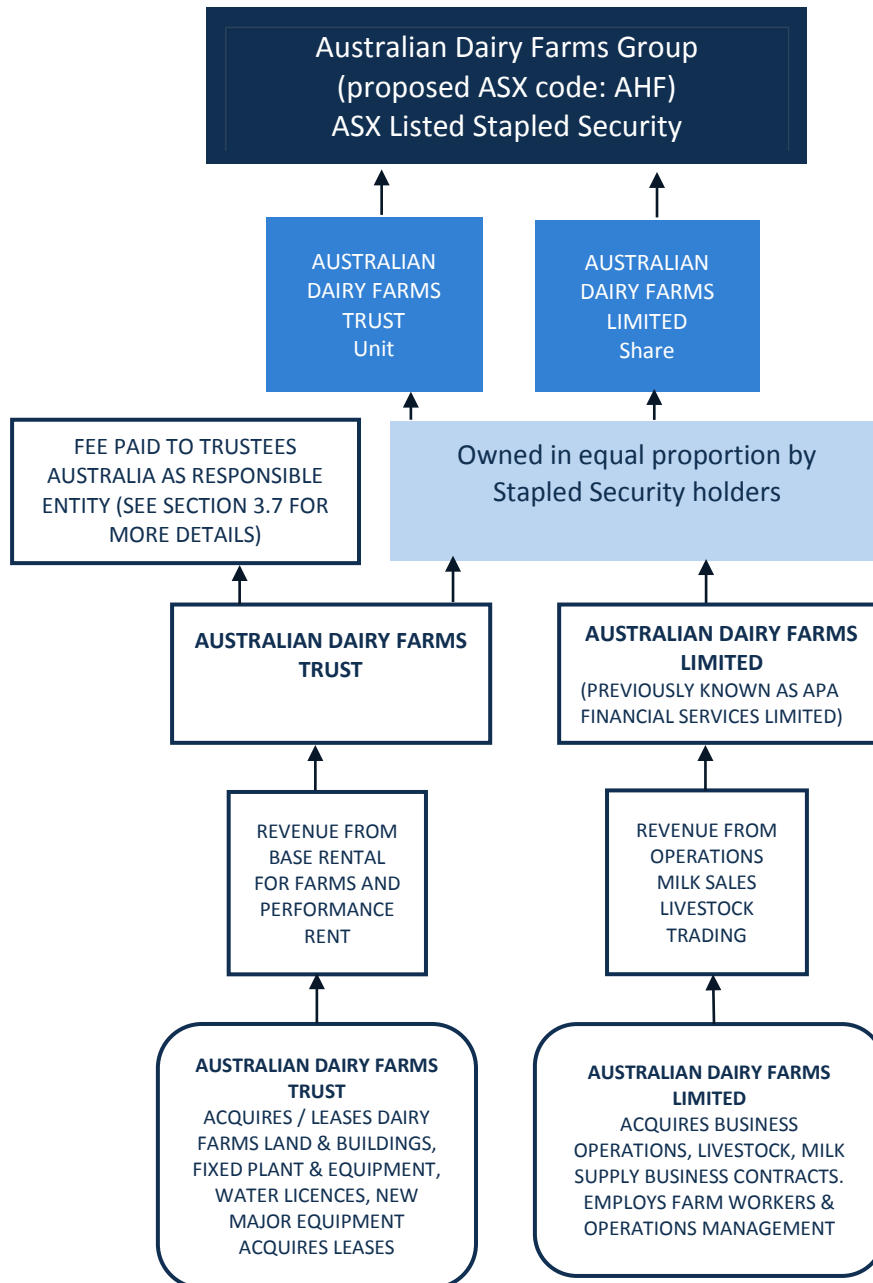 Australian Dairy Farms Group
(proposed ASX code: AHF)
ASX Listed Stapled Security
AUSTRALIAN
DAIRY FARMS
TRUST
Unit
AUSTRALIAN
DAIRY FARMS
LIMITED
Share
FEE PAID TO TRUSTEES
AUSTRALIA AS RESPONSIBLE
ENTITY (SEE SECTION 3.7 FOR
MORE DETAILS)
Owned in equal proportion by
Stapled Security holders
AUSTRALIAN DAIRY FARMS
TRUST
AUSTRALIAN DAIRY FARMS
LIMITED
(PREVIOUSLY KNOWN AS APA
FINANCIAL SERVICES LIMITED)
REVENUE FROM
BASE RENTAL
FOR FARMS AND
PERFORMANCE
RENT
REVENUE FROM
OPERATIONS
MILK SALES
LIVESTOCK
TRADING
AUSTRALIAN DAIRY FARMS
TRUST
ACQUIRES / LEASES DAIRY
FARMS LAND & BUILDINGS,
FIXED PLANT & EQUIPMENT,
WATER LICENCES, NEW
MAJOR EQUIPMENT
ACQUIRES LEASES
AUSTRALIAN DAIRY FARMS
LIMITED
ACQUIRES BUSINESS
OPERATIONS, LIVESTOCK, MILK
SUPPLY BUSINESS CONTRACTS.
EMPLOYS FARM WORKERS &
OPERATIONS MANAGEMENT